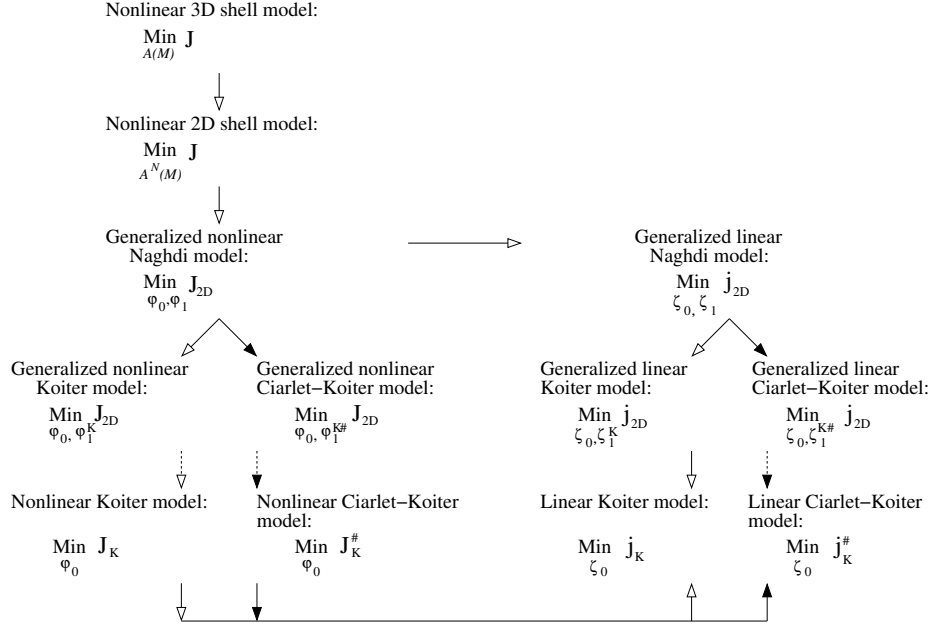 Nonlinear 3D shell model:
Min J
A(M)
Nonlinear 2D shell model:
Min J
A^N(M)
Generalized nonlinear
Naghdi model:
Min J_2D
φ_0,φ_1
Generalized linear
Naghdi model:
Min j_2D
ζ_0, ζ_1
Generalized nonlinear
Koiter model:
Min J_2D
φ_0, φ_1^K
Generalized nonlinear
Ciarlet−Koiter model:
Min J_2D
φ_0, φ_1^K#
Generalized linear
Koiter model:
Min j_2D
ζ_0,ζ_1^K
Generalized linear
Ciarlet−Koiter model:
Min j_2D
ζ_0,ζ_1^K#
Nonlinear Koiter model:
Min J_K
φ_0
Nonlinear Ciarlet−Koiter
model:
Min J_K^#
φ_0
Linear Koiter model:
Min j_K
ζ_0
Linear Ciarlet−Koiter
model:
Min j_K^#
ζ_0